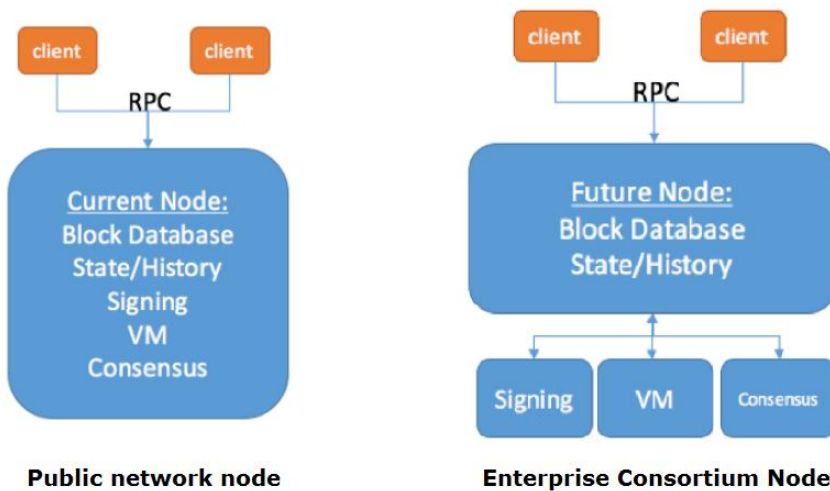 client
client
RPC
Current Node:
Block Database
State/History
Signing
VM
Consensus
Public network node
client
client
RPC
Future Node:
Block Database
State/History
Signing
VM
Consensus
Enterprise Consortium Node